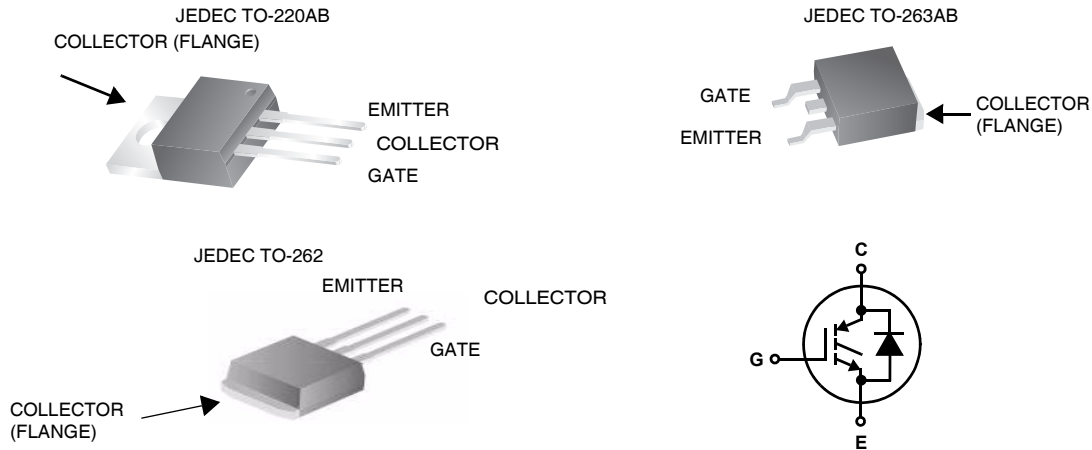 JEDEC TO-220AB
COLLECTOR (FLANGE)
EMITTER
COLLECTOR
GATE
JEDEC TO-263AB
GATE
EMITTER
COLLECTOR
(FLANGE)
JEDEC TO-262
EMITTER
COLLECTOR
GATE
COLLECTOR
(FLANGE)
C
G
E